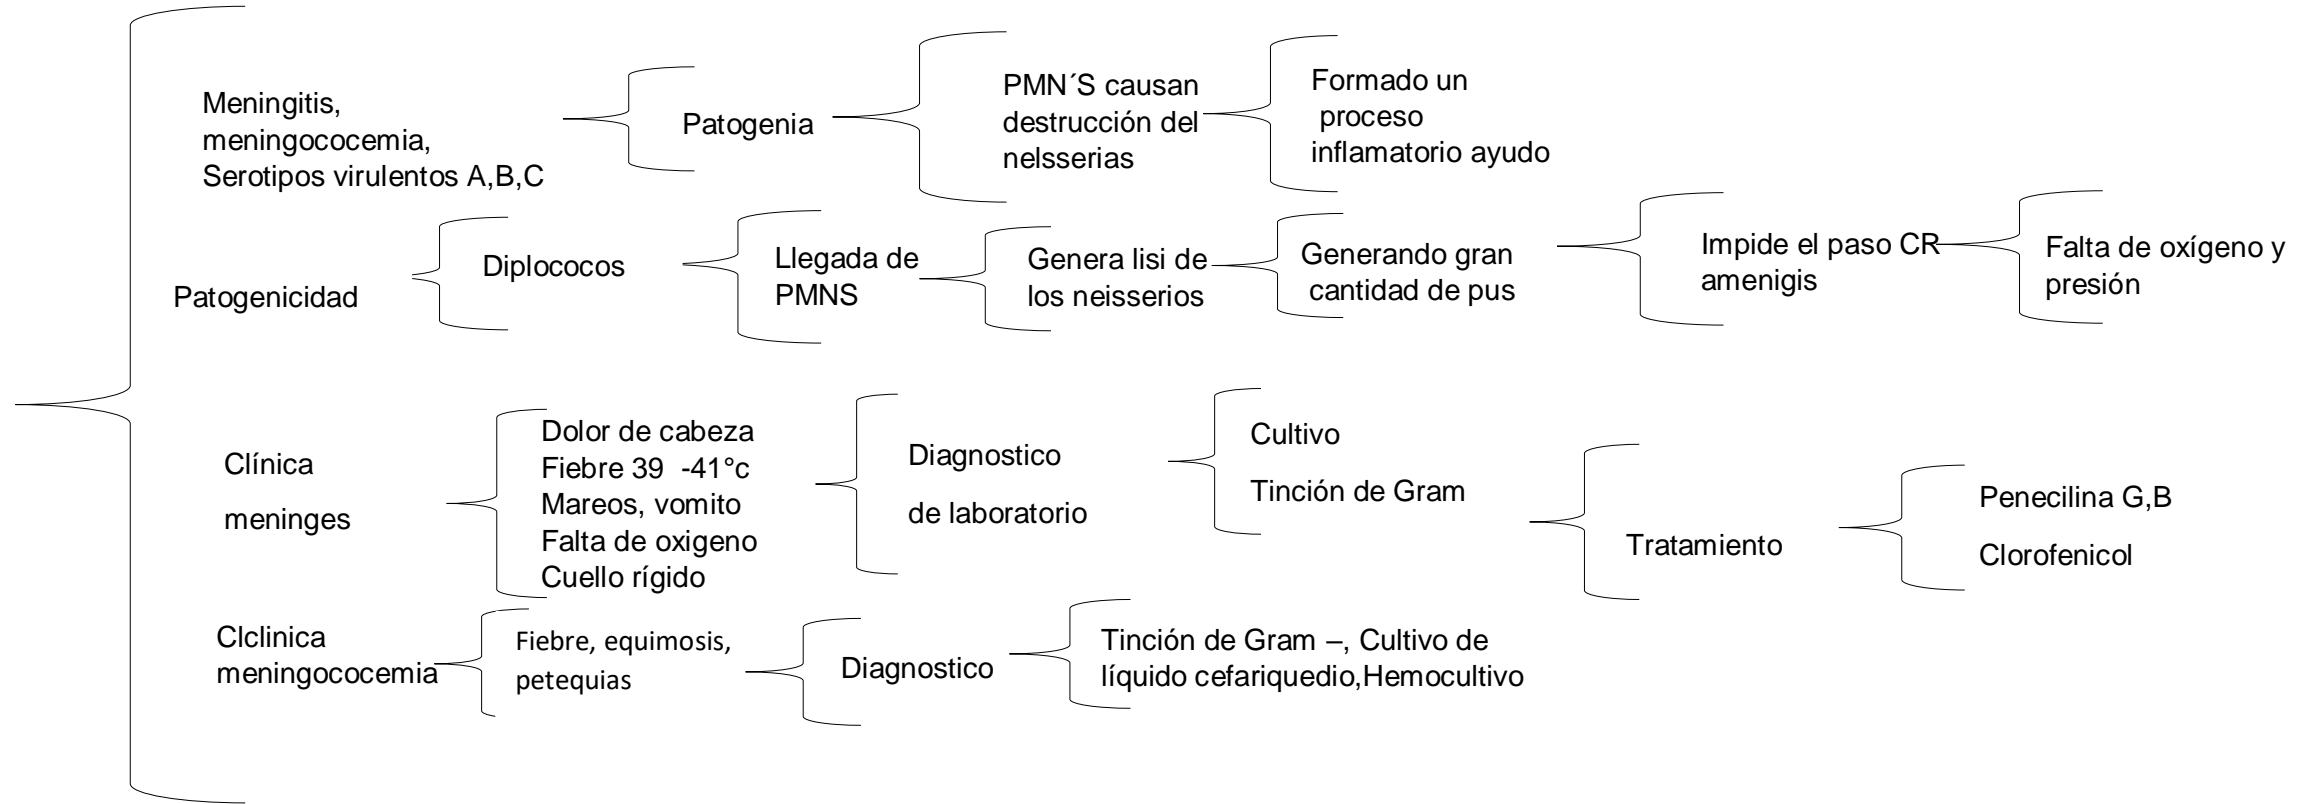 Meningitis,
meningococemia,
Serotipos virulentos A,B,C
Patogenia
PMN´S causan
destrucción del
nelsserias
Formado un
proceso
inflamatorio ayudo
Patogenicidad
Diplococos
Llegada de
PMNS
Genera lisi de
los neisserios
Generando gran
cantidad de pus
Impide el paso CR
amenigis
Falta de oxígeno y
presión
Clínica
meninges
Dolor de cabeza
Fiebre 39 -41°c
Mareos, vomito
Falta de oxigeno
Cuello rígido
Diagnostico
de laboratorio
Cultivo
Tinción de Gram
Tratamiento
Penecilina G,B
Clorofenicol
Clclinica
meningococemia
Fiebre, equimosis,
petequias
Diagnostico
Tinción de Gram –, Cultivo de
líquido cefariquedio,Hemocultivo